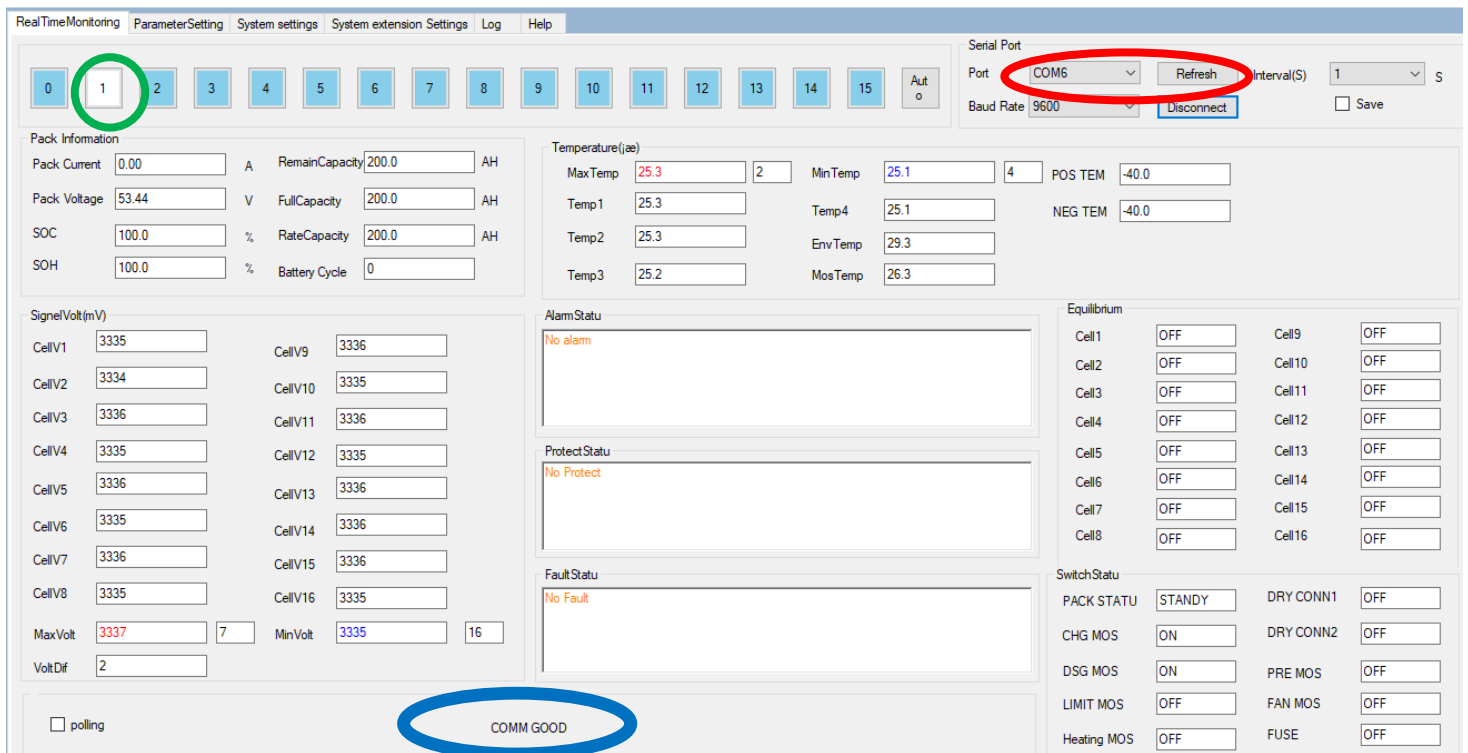 RealTimeMonitoring ParameterSetting System settings System extension Settings Log Help
0 1 2 3 4 5 6 7 8 9 10 11 12 13 14 15 Aut
o
Serial Port
Port COM6 Refresh Interval(S) 1 S
Baud Rate 9600 Disconnect Save
Pack Information
Pack Current 0.00 A RemainCapacity 200.0 AH
Pack Voltage 53.44 V FullCapacity 200.0 AH
SOC 100.0 % RateCapacity 200.0 AH
SOH 100.0 % Battery Cycle 0
Temperature(¡æ)
MaxTemp 25.3 2 MinTemp 25.1 4 POS TEM -40.0
Temp1 25.3 Temp4 25.1 NEG TEM -40.0
Temp2 25.3 EnvTemp 29.3
Temp3 25.2 MosTemp 26.3
SignelVolt(mV)
CellV1 3335 CellV9 3336
CellV2 3334 CellV10 3335
CellV3 3336 CellV11 3336
CellV4 3335 CellV12 3335
CellV5 3336 CellV13 3336
CellV6 3335 CellV14 3336
CellV7 3336 CellV15 3336
CellV8 3335 CellV16 3335
MaxVolt 3337 7 MinVolt 3335 16
VoltDif 2
AlarmStatu
No alarm
ProtectStatu
No Protect
FaultStatu
No Fault
Equilibrium
Cell1 OFF Cell9 OFF
Cell2 OFF Cell10 OFF
Cell3 OFF Cell11 OFF
Cell4 OFF Cell12 OFF
Cell5 OFF Cell13 OFF
Cell6 OFF Cell14 OFF
Cell7 OFF Cell15 OFF
Cell8 OFF Cell16 OFF
SwitchStatu
PACK STATU STANDY DRY CONN1 OFF
CHG MOS ON DRY CONN2 OFF
DSG MOS ON PRE MOS OFF
LIMIT MOS OFF FAN MOS OFF
Heating MOS OFF FUSE OFF
polling COMM GOOD